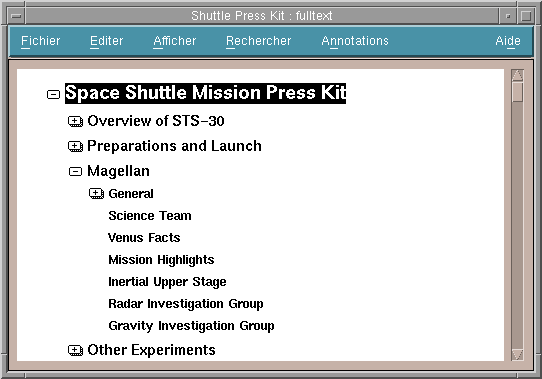 Shuttle Press Kit : fulltext
Fichier Editer Afficher Rechercher Annotations Aide
Space Shuttle Mission Press Kit
Overview of STS-30
Preparations and Launch
Magellan
General
Science Team
Venus Facts
Mission Highlights
Inertial Upper Stage
Radar Investigation Group
Gravity Investigation Group
Other Experiments